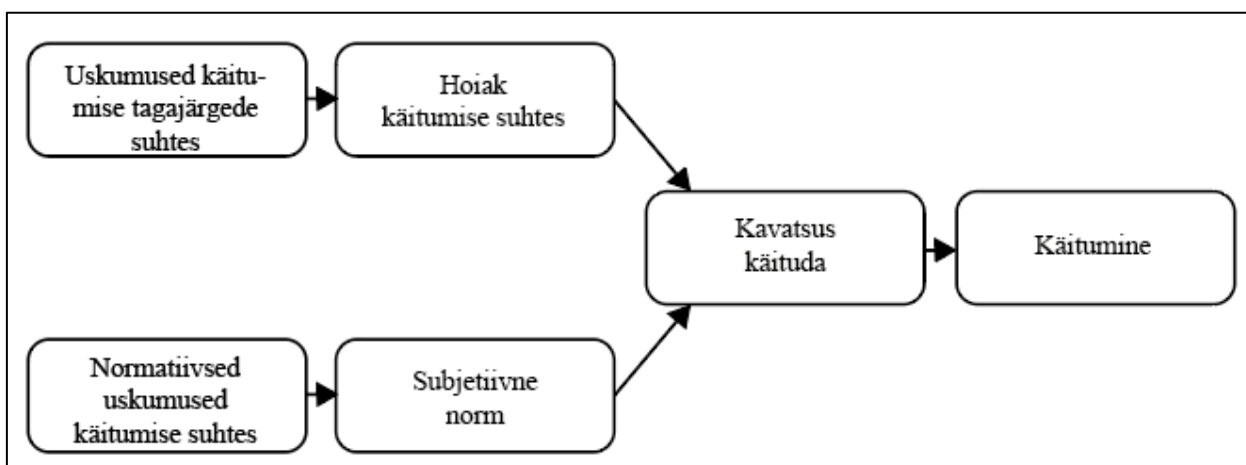 Uskumused käitu-
mise tagajärgede
suhtes
Hoiak
käitumise suhtes
Kavatsus
käituda
Käitumine
Normatiivsed
uskumused
käitumise suhtes
Subjetiivne
norm